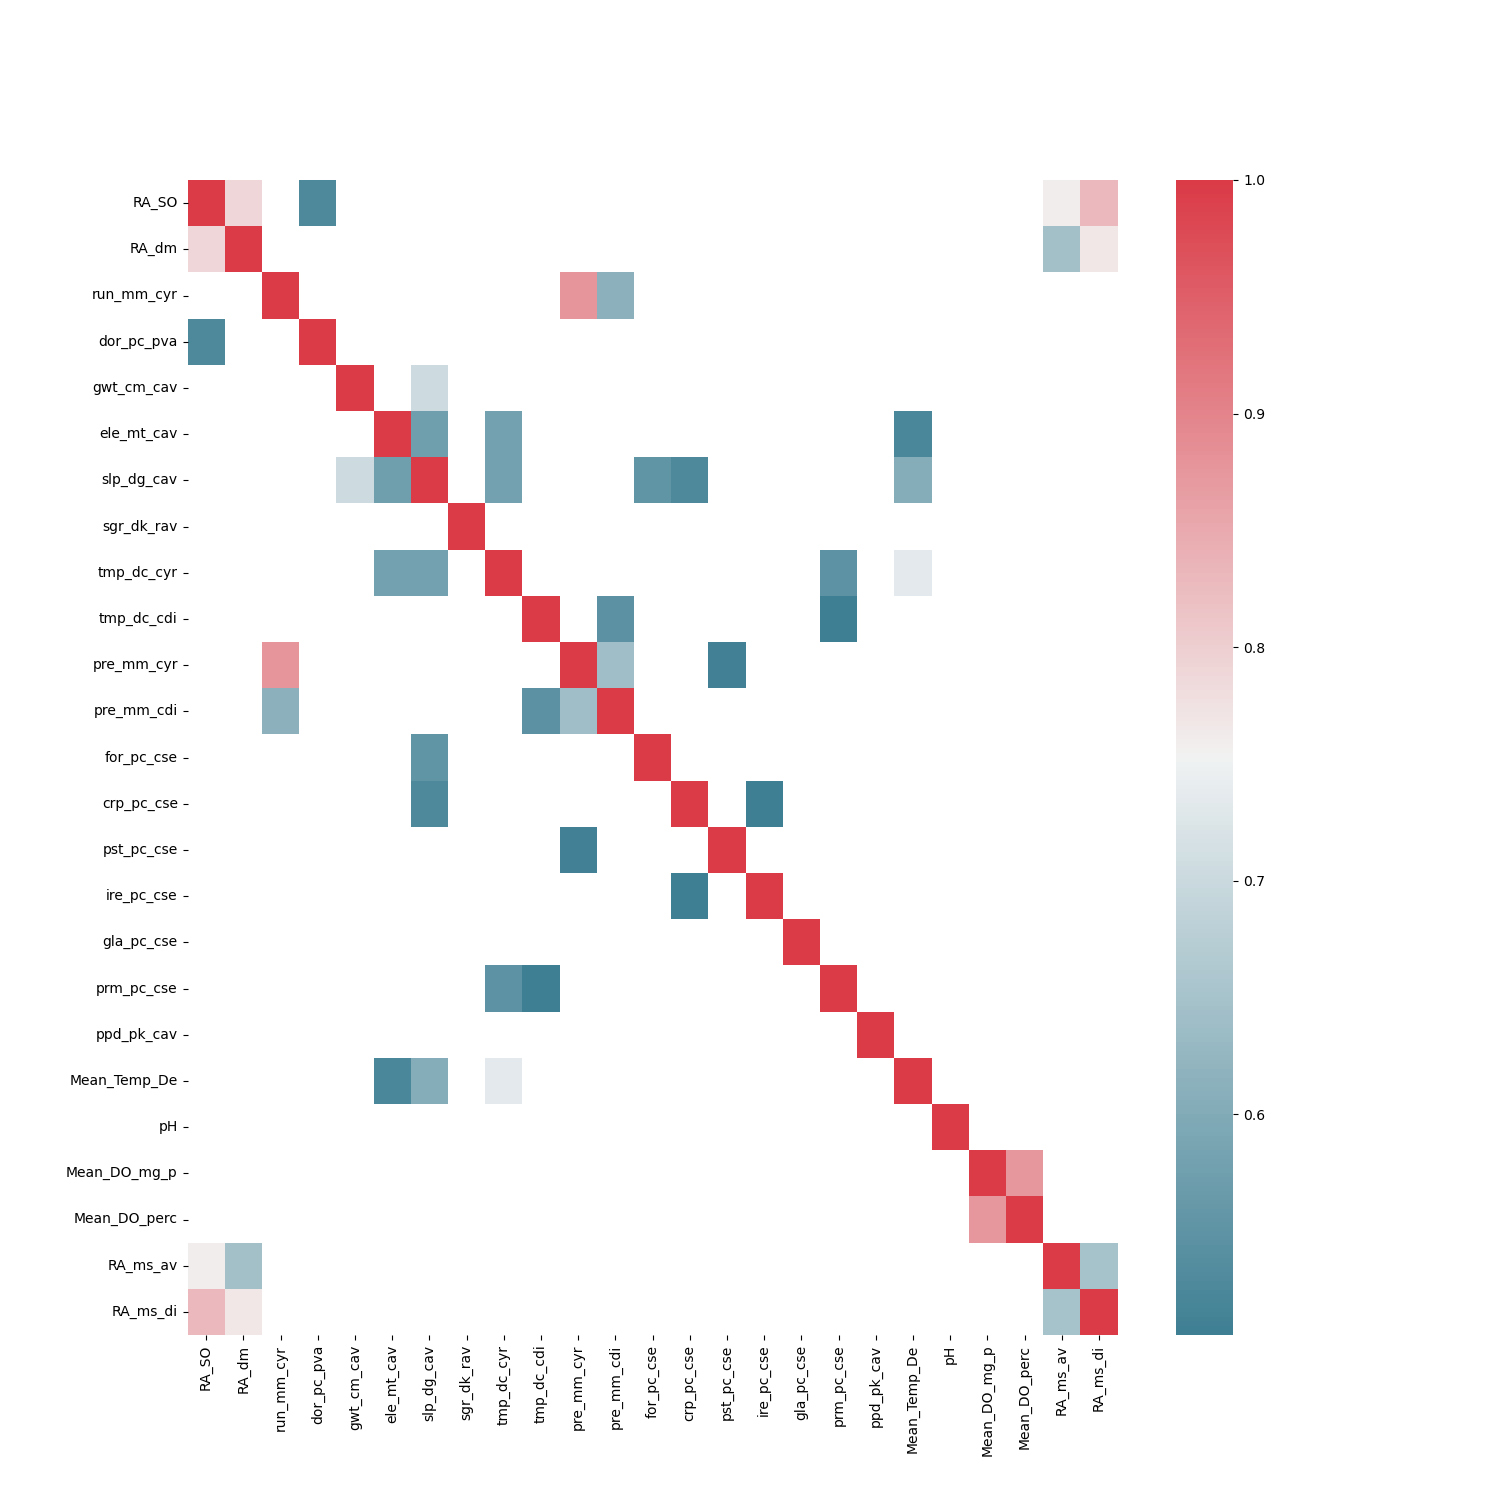 RA_SO
RA_dm
run_mm_cyr
dor_pc_pva
gwt_cm_cav
ele_mt_cav
slp_dg_cav
sgr_dk_rav
tmp_dc_cyr
tmp_dc_cdi
pre_mm_cyr
pre_mm_cdi
for_pc_cse
crp_pc_cse
pst_pc_cse
ire_pc_cse
gla_pc_cse
prm_pc_cse
ppd_pk_cav
Mean_Temp_De
pH
Mean_DO_mg_p
Mean_DO_perc
RA_ms_av
RA_ms_di
RA_SO
RA_dm
run_mm_cyr
dor_pc_pva
gwt_cm_cav
ele_mt_cav
slp_dg_cav
sgr_dk_rav
tmp_dc_cyr
tmp_dc_cdi
pre_mm_cyr
pre_mm_cdi
for_pc_cse
crp_pc_cse
pst_pc_cse
ire_pc_cse
gla_pc_cse
prm_pc_cse
ppd_pk_cav
Mean_Temp_De
pH
Mean_DO_mg_p
Mean_DO_perc
RA_ms_av
RA_ms_di
1.0
0.9
0.8
0.7
0.6